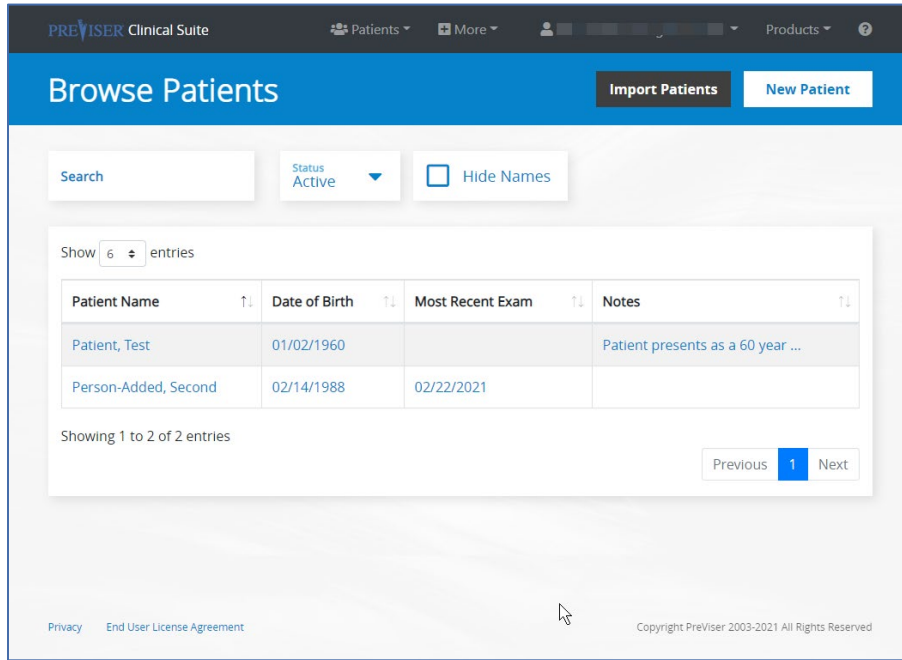 PREVISER Clinical Suite Patients More Products ?
Browse Patients Import Patients New Patient
Search
Status
Active
Hide Names
Show 6 entries
Patient Name Date of Birth Most Recent Exam Notes
Patient, Test 01/02/1960 Patient presents as a 60 year ...
Person-Added, Second 02/14/1988 02/22/2021
Showing 1 to 2 of 2 entries
Previous 1 Next
Privacy End User License Agreement Copyright PreViser 2003-2021 All Rights Reserved